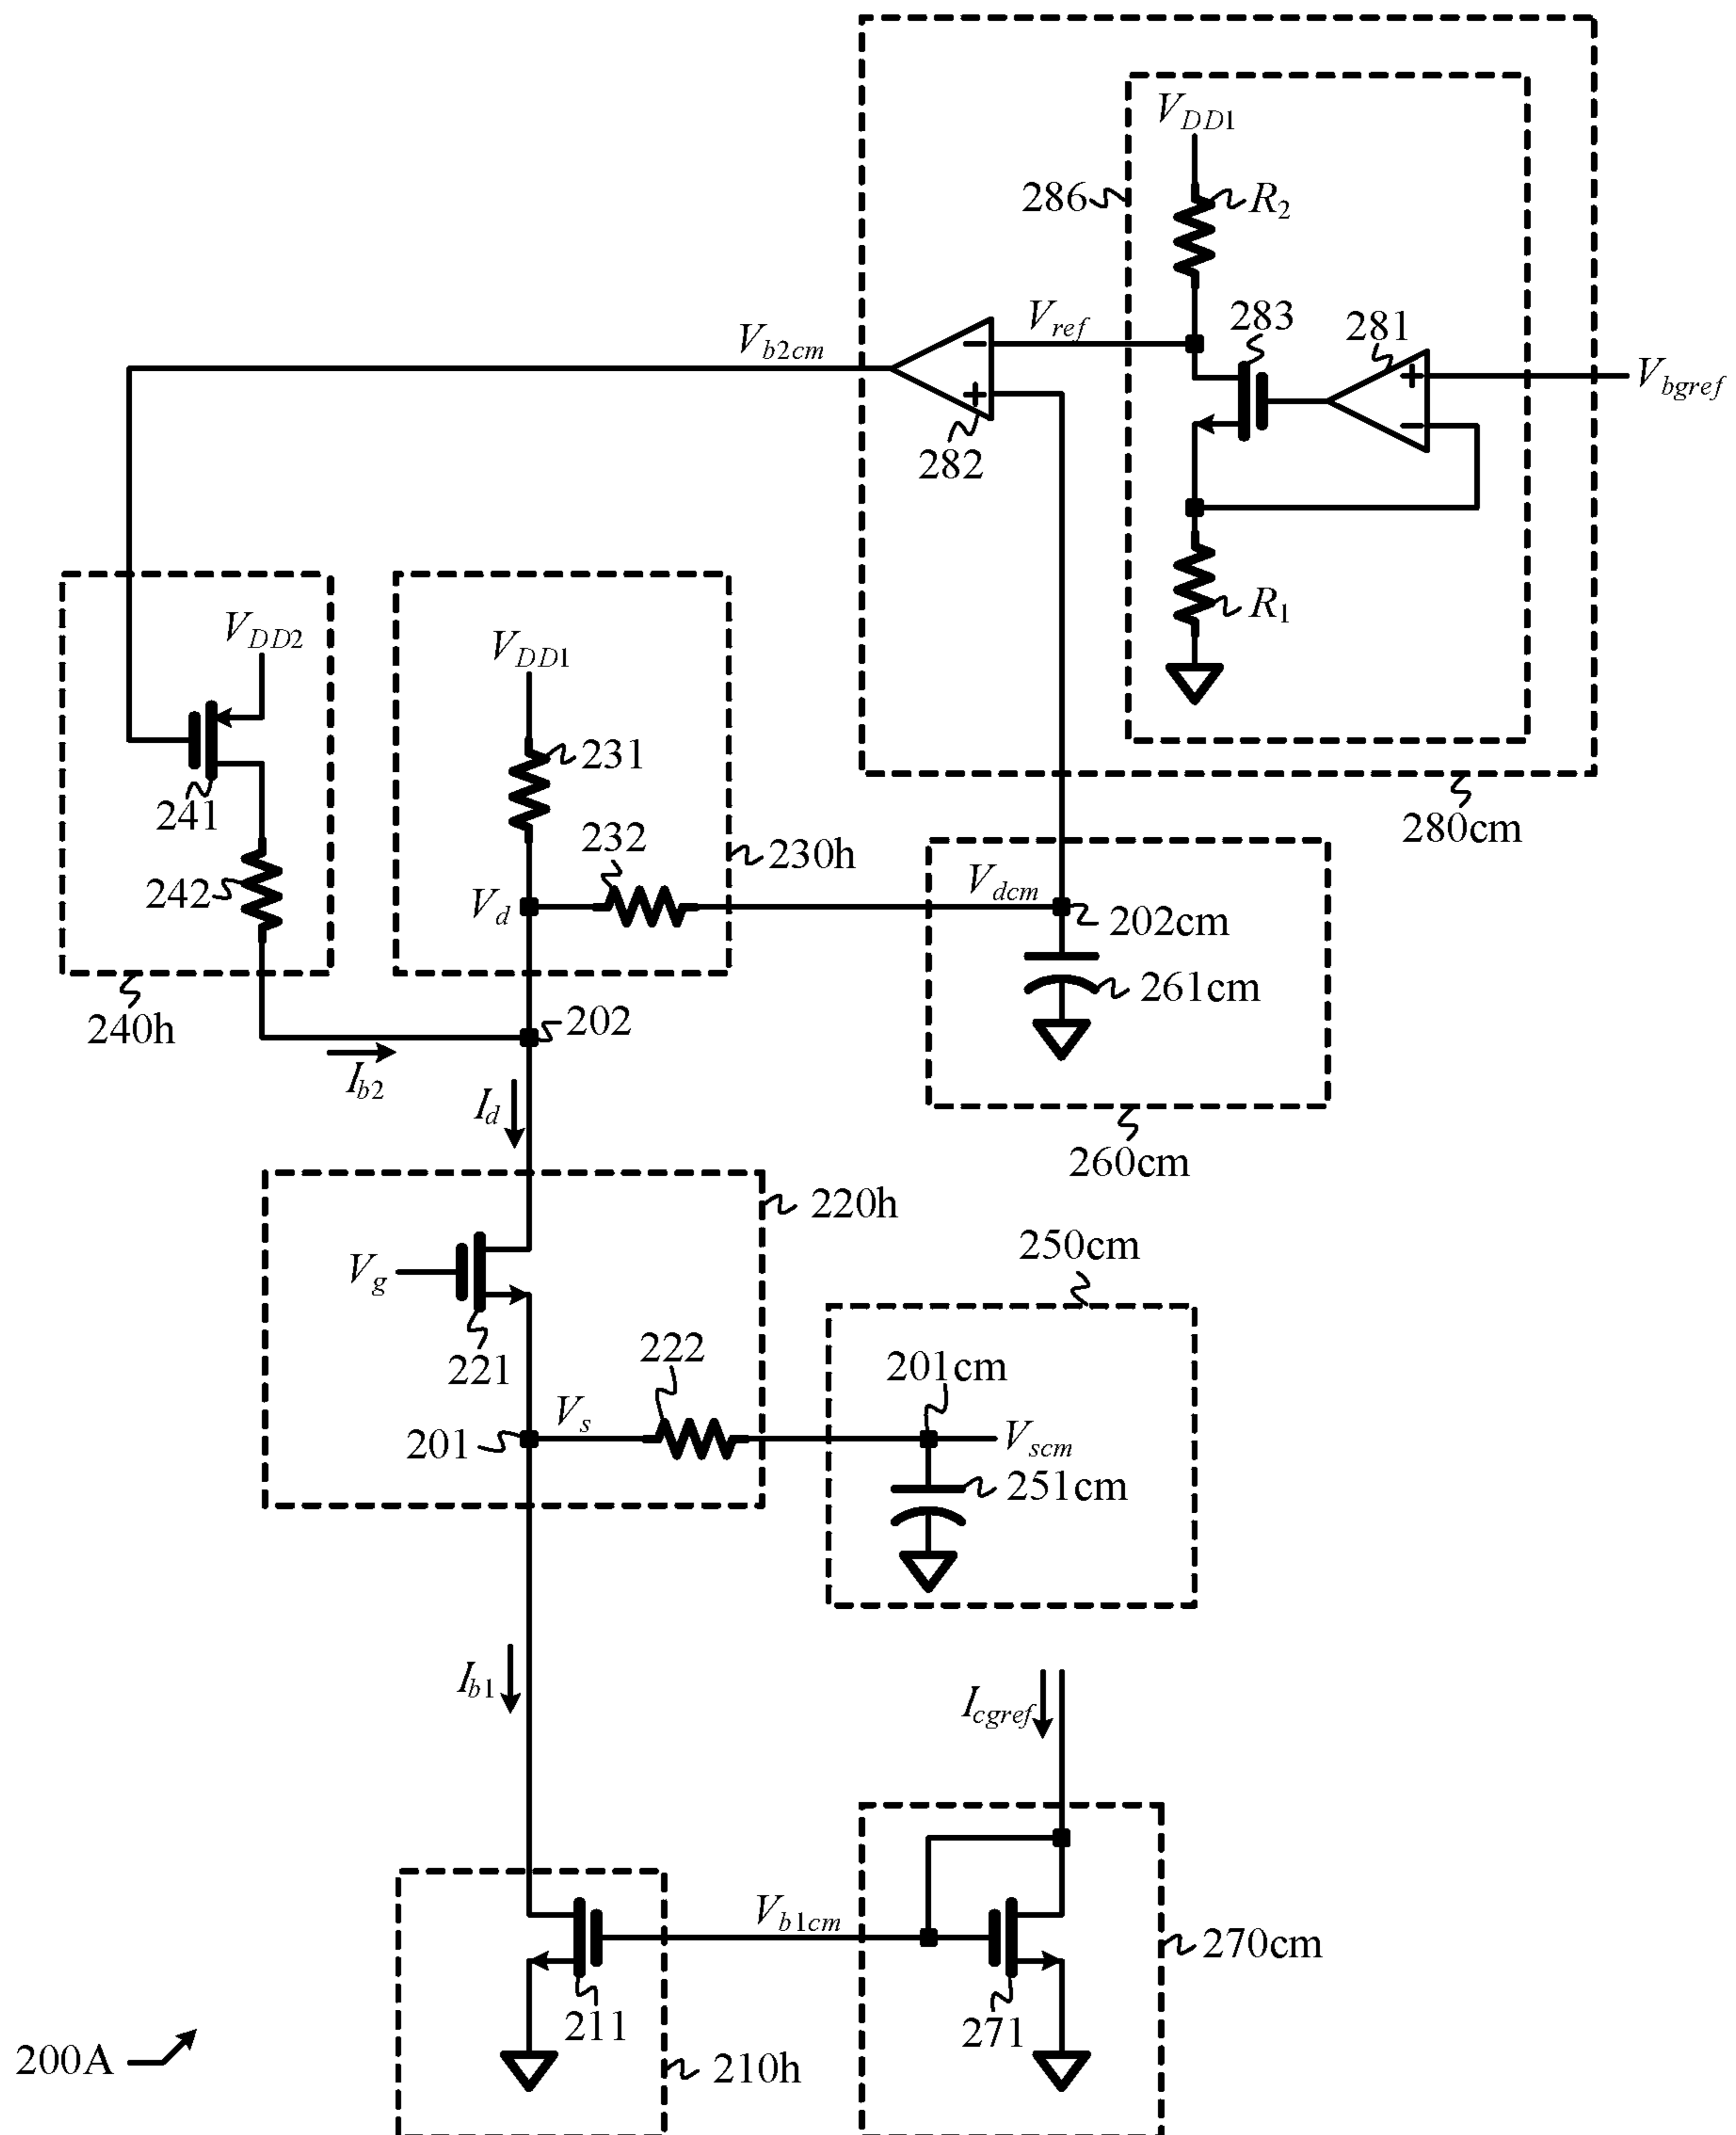 V_DD1
286
R_2
V_ref
283
281
V_b2cm
V_bgref
282
R_1
V_DD2
V_DD1
231
241
280cm
232
230h
242
V_d
V_dcm
202cm
261cm
240h
202
I_b2
I_d
260cm
220h
250cm
V_g
221
222
201cm
V_s
201
V_scm
251cm
I_b1
I_cgref
V_b1cm
270cm
211
271
200A
210h